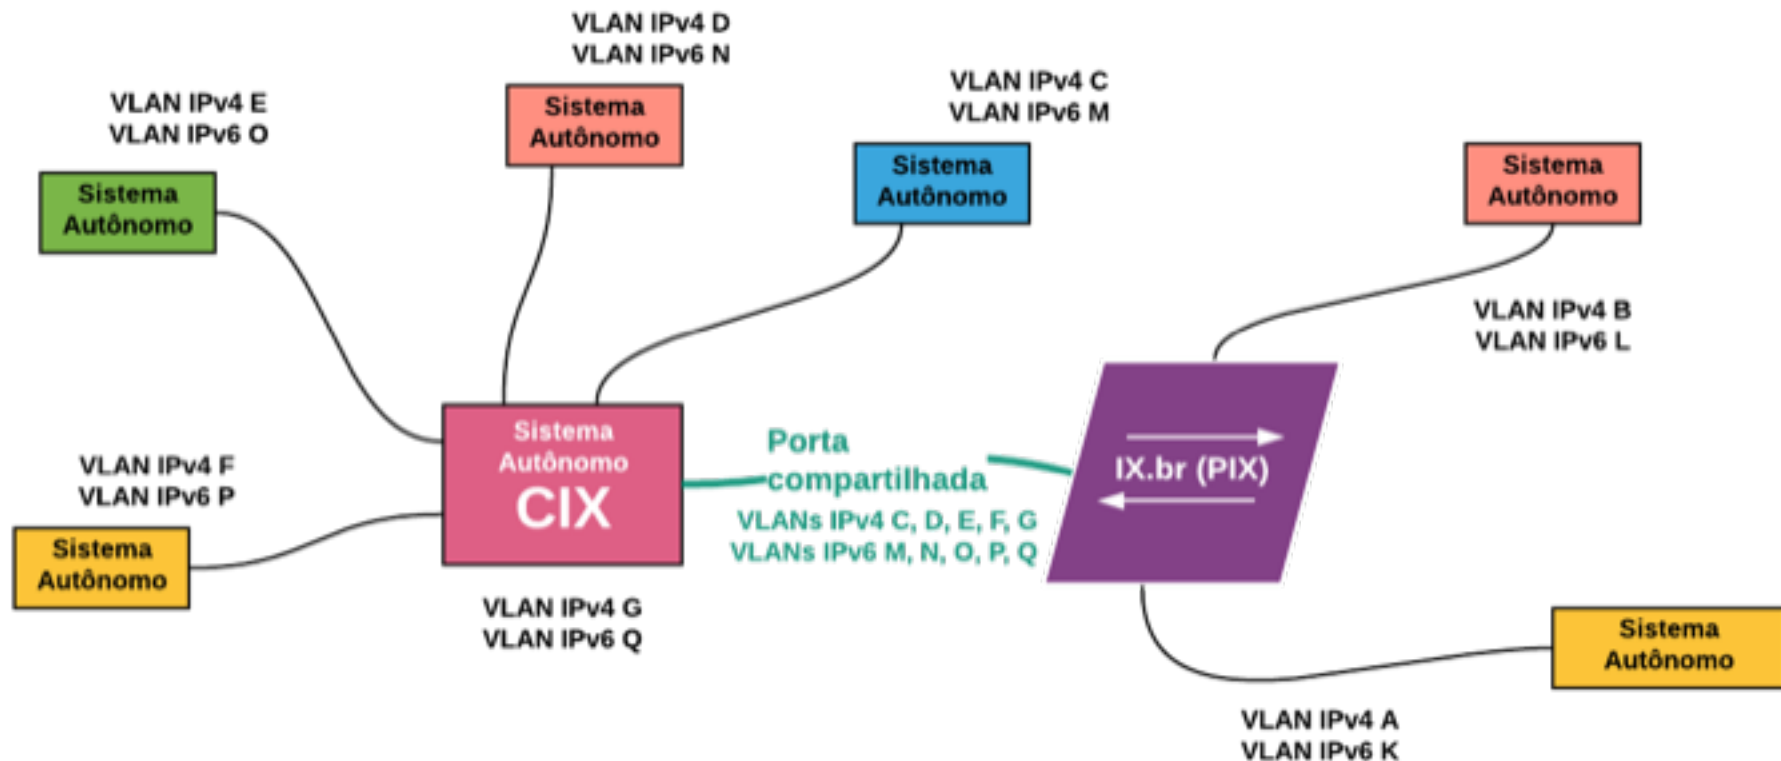 VLAN IPv4 D
VLAN IPv6 N
VLAN IPv4 E
VLAN IPv6 O
Sistema
Autônomo
Sistema
Autônomo
VLAN IPv4 C
VLAN IPv6 M
Sistema
Autônomo
Sistema
Autônomo
VLAN IPv4 B
VLAN IPv6 L
VLAN IPv4 F
VLAN IPv6 P
Sistema
Autônomo
Sistema
Autônomo
CIX
VLAN IPv4 G
VLAN IPv6 Q
Porta
compartilhada
VLANs IPv4 C, D, E, F, G
VLANs IPv6 M, N, O, P, Q
IX.br (PIX)
Sistema
Autônomo
VLAN IPv4 A
VLAN IPv6 K